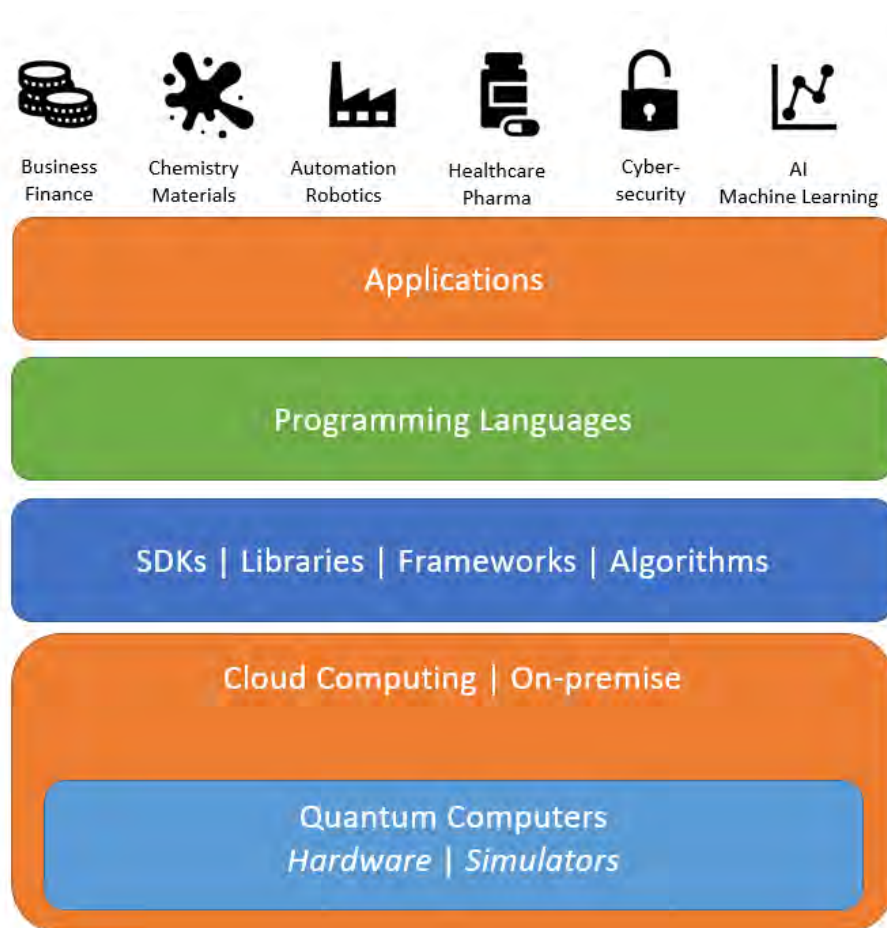 Business
Finance
Chemistry
Materials
Automation
Robotics
Healthcare
Pharma
Cyber-
security
AI
Machine Learning
Applications
Programming Languages
SDKs | Libraries | Frameworks | Algorithms
Cloud Computing | On-premise
Quantum Computers
Hardware | Simulators